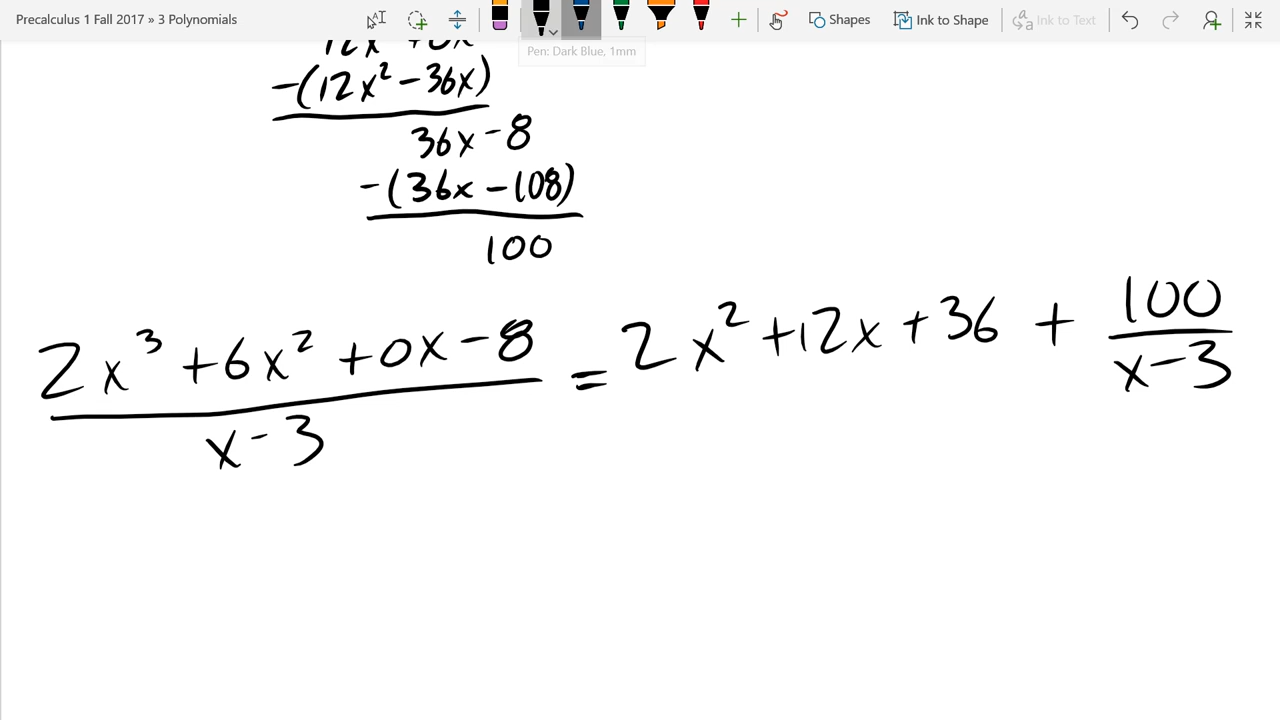 Precalculus 1 Fall 2017 » 3 Polynomials
Shapes
Ink to Shape
Ink to Text
Pen: Dark Blue, 1mm
−(12x² − 36x)
36x − 8
−(36x − 108)
100
2x³ + 6x² + 0x − 8 = 2x² + 12x + 36 + 100
x − 3
x − 3